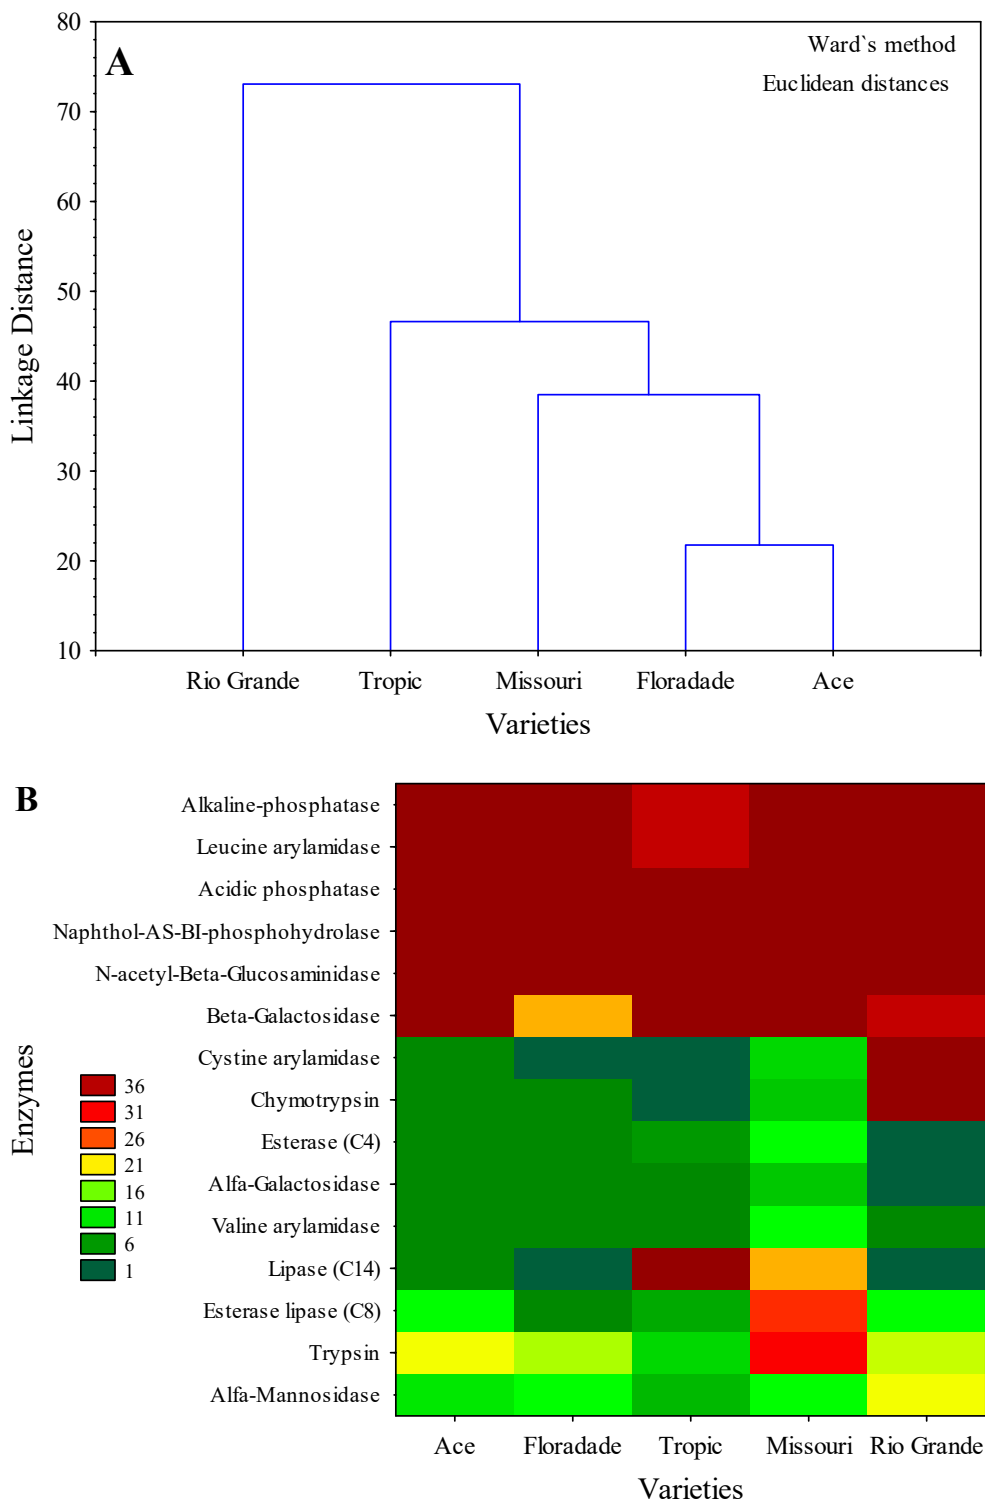 A
Ward`s method
Euclidean distances
80
70
60
50
40
30
20
10
Linkage Distance
Rio Grande Tropic Missouri Floradade Ace
Varieties
B
Alkaline-phosphatase
Leucine arylamidase
Acidic phosphatase
Naphthol-AS-BI-phosphohydrolase
N-acetyl-Beta-Glucosaminidase
Beta-Galactosidase
Cystine arylamidase
Chymotrypsin
Esterase (C4)
Alfa-Galactosidase
Valine arylamidase
Lipase (C14)
Esterase lipase (C8)
Trypsin
Alfa-Mannosidase
Enzymes
36
31
26
21
16
11
6
1
Ace Floradade Tropic Missouri Rio Grande
Varieties